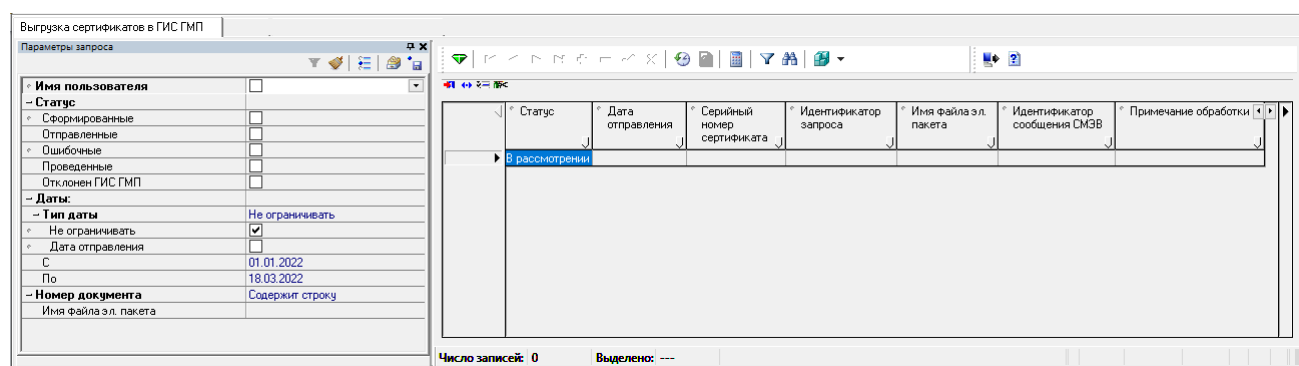 Выгрузка сертификатов в ГИС ГМП
Параметры запроса
Имя пользователя
Статус
Сформированные
Отправленные
Ошибочные
Проведенные
Отклонен ГИС ГМП
Даты:
Тип даты Не ограничивать
Не ограничивать
Дата отправления
С 01.01.2022
По 18.03.2022
Номер документа Содержит строку
Имя файла эл. пакета
Статус
Дата
отправления
Серийный
номер
сертификата
Идентификатор
запроса
Имя файла эл.
пакета
Идентификатор
сообщения СМЭВ
Примечание обработки
В рассмотрении
Число записей: 0 Выделено: ---